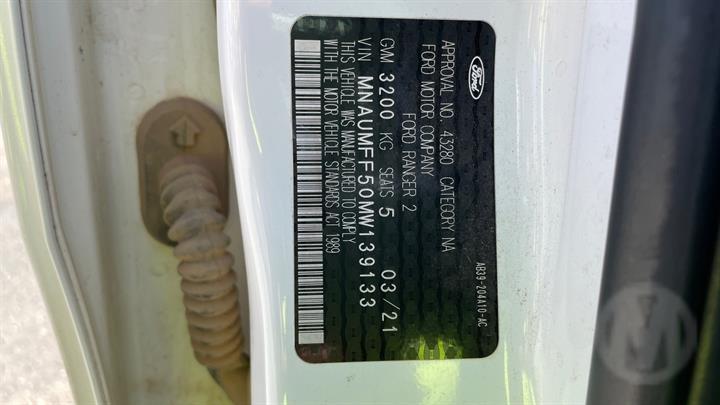 Ford
APPROVAL NO. 43280 CATEGORY NA
FORD MOTOR COMPANY
FORD RANGER 2
GVM 3200 KG SEATS 5 03/21
VIN MNAUMFF50MW139133
THIS VEHICLE WAS MANUFACTURED TO COMPLY
WITH THE MOTOR VEHICLE STANDARDS ACT 1989
AB39-204A10-AC
M